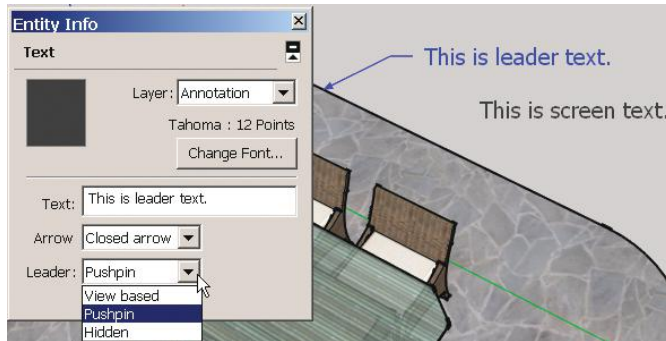 Entity Info
Text
Layer: Annotation
Tahoma : 12 Points
Change Font...
Text: This is leader text.
Arrow Closed arrow
Leader: Pushpin
View based
Pushpin
Hidden
This is leader text.
This is screen text.